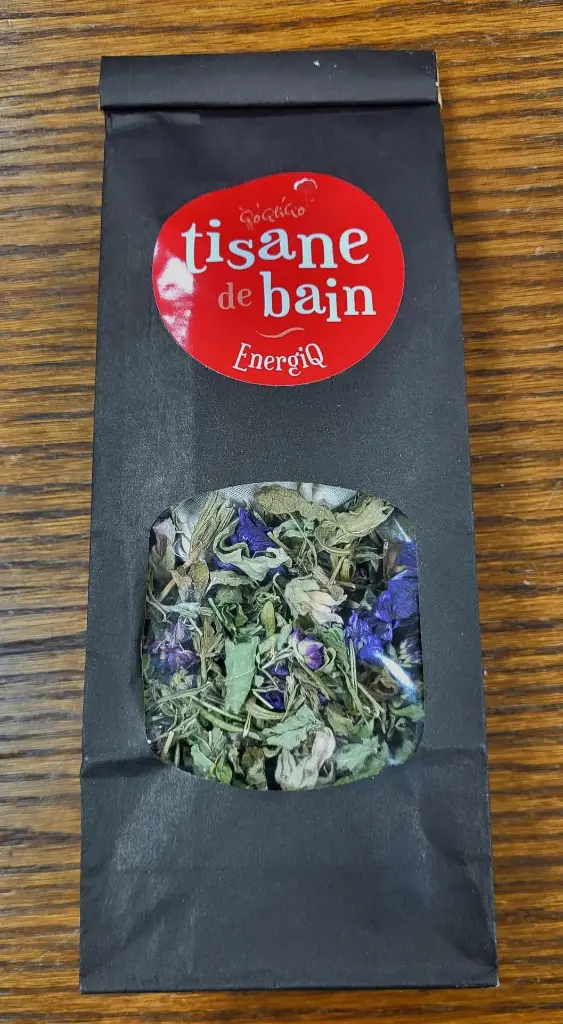 tisane
de bain
EnergiQ